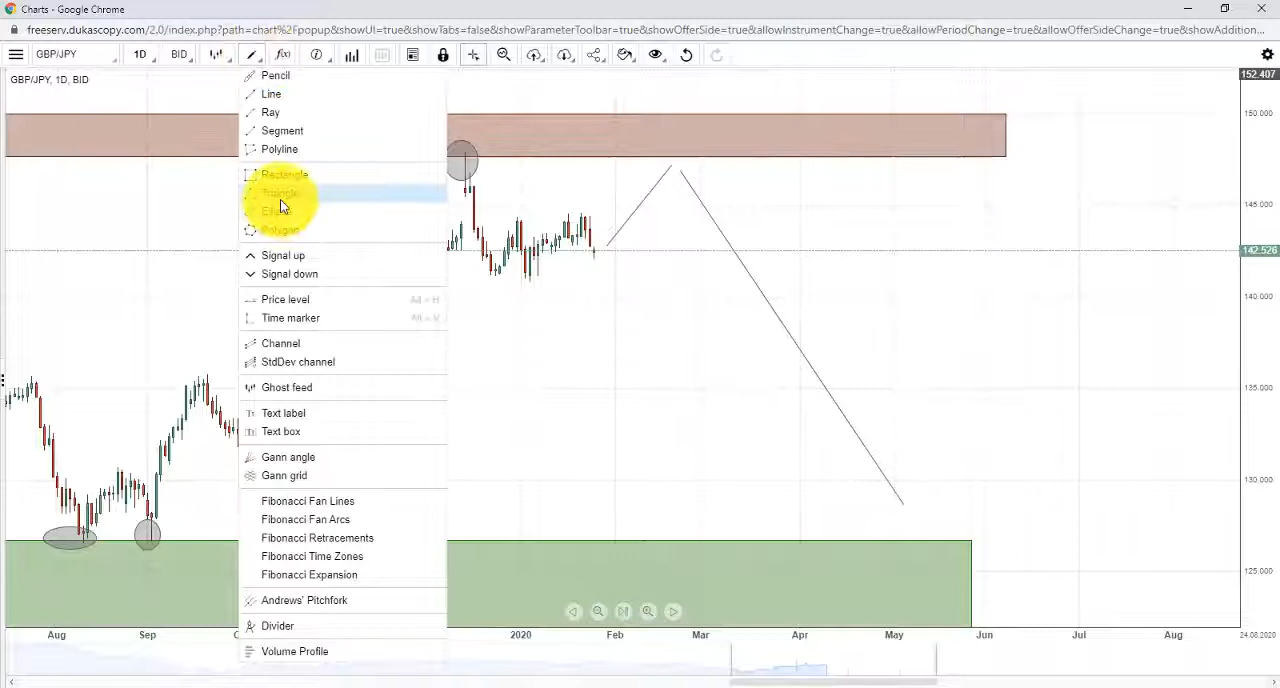 Charts - Google Chrome
freeserv.dukascopy.com/2.0/index.php?path=chart%2Fpopup&showUI=true&showTabs=false&showParameterToolbar=true&showOfferSide=true&allowInstrumentChange=true&allowPeriodChange=true&allowOfferSideChange=true&showAddition...
GBP/JPY 1D BID f(x)
GBP/JPY, 1D, BID
152.407
Pencil
Line
Ray
Segment
Polyline
Rectangle
Triangle
Ellipse
Polygon
Signal up
Signal down
Price level Alt + H
Time marker Alt + V
Channel
StdDev channel
Ghost feed
Text label
Text box
Gann angle
Gann grid
Fibonacci Fan Lines
Fibonacci Fan Arcs
Fibonacci Retracements
Fibonacci Time Zones
Fibonacci Expansion
Andrews' Pitchfork
Divider
Volume Profile
150.000
145.000
142.526
140.000
135.000
130.000
125.000
Aug Sep 2020 Feb Mar Apr May Jun Jul Aug 24.08.2020